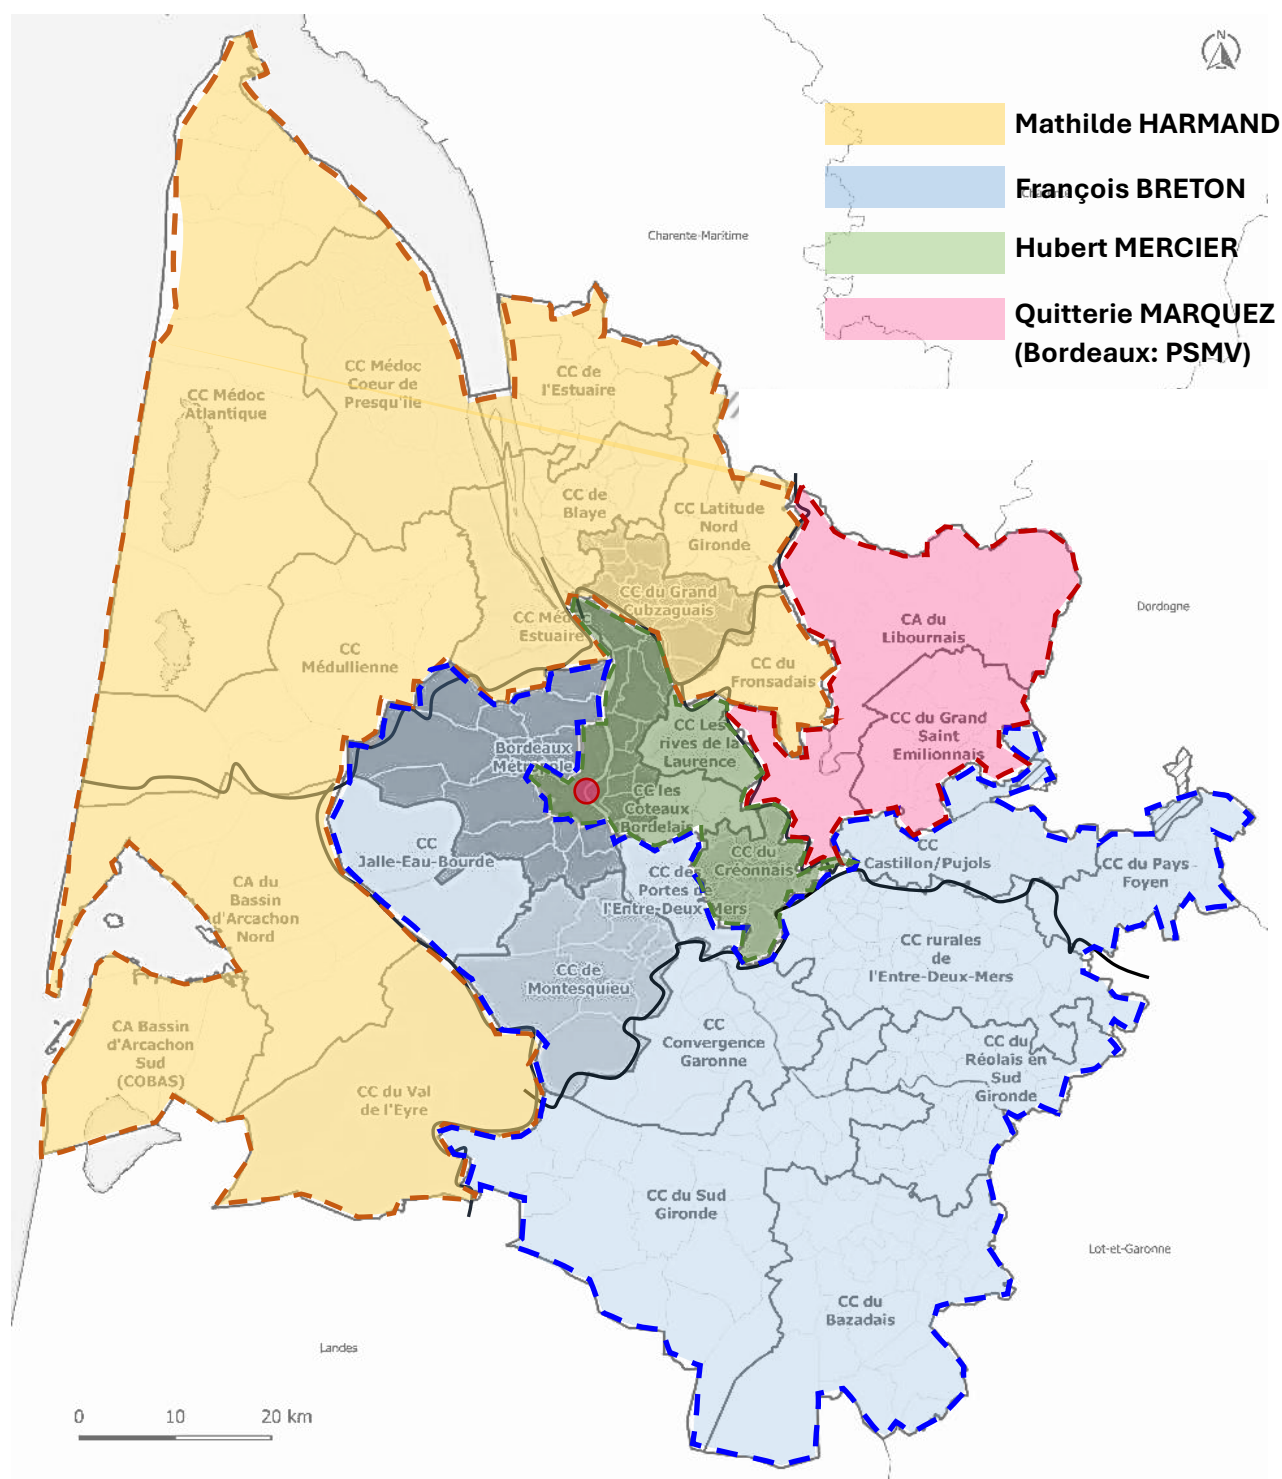 N
Mathilde HARMAND
François BRETON
Charente-Maritime
Hubert MERCIER
Quitterie MARQUEZ
(Bordeaux: PSMV)
CC Médoc
Coeur de
Presqu'île
CC de
l'Estuaire
CC Médoc
Atlantique
CC de
Blaye
CC Latitude
Nord
Gironde
CC du Grand
Cubzaguais
Dordogne
CC Médoc
Estuaire
CA du
Libournais
CC
Médullienne
CC du
Fronsadais
CC du Grand
Saint
Emilionnais
CC Les
rives de la
Laurence
Bordeaux
Métropole
CC les
Coteaux
Bordelais
CC
Jalle-Eau-Bourde
CC du
Créonnais
CC
Castillon/Pujols
CC du Pays
Foyen
CC des
Portes de
l'Entre-Deux-Mers
CA du
Bassin
d'Arcachon
Nord
CC rurales
de
l'Entre-Deux-Mers
CC de
Montesquieu
CA Bassin
d'Arcachon
Sud
(COBAS)
CC
Convergence
Garonne
CC du
Réolais en
Sud
Gironde
CC du Val
de l'Eyre
CC du Sud
Gironde
Lot-et-Garonne
CC du
Bazadais
Landes
0 10 20 km